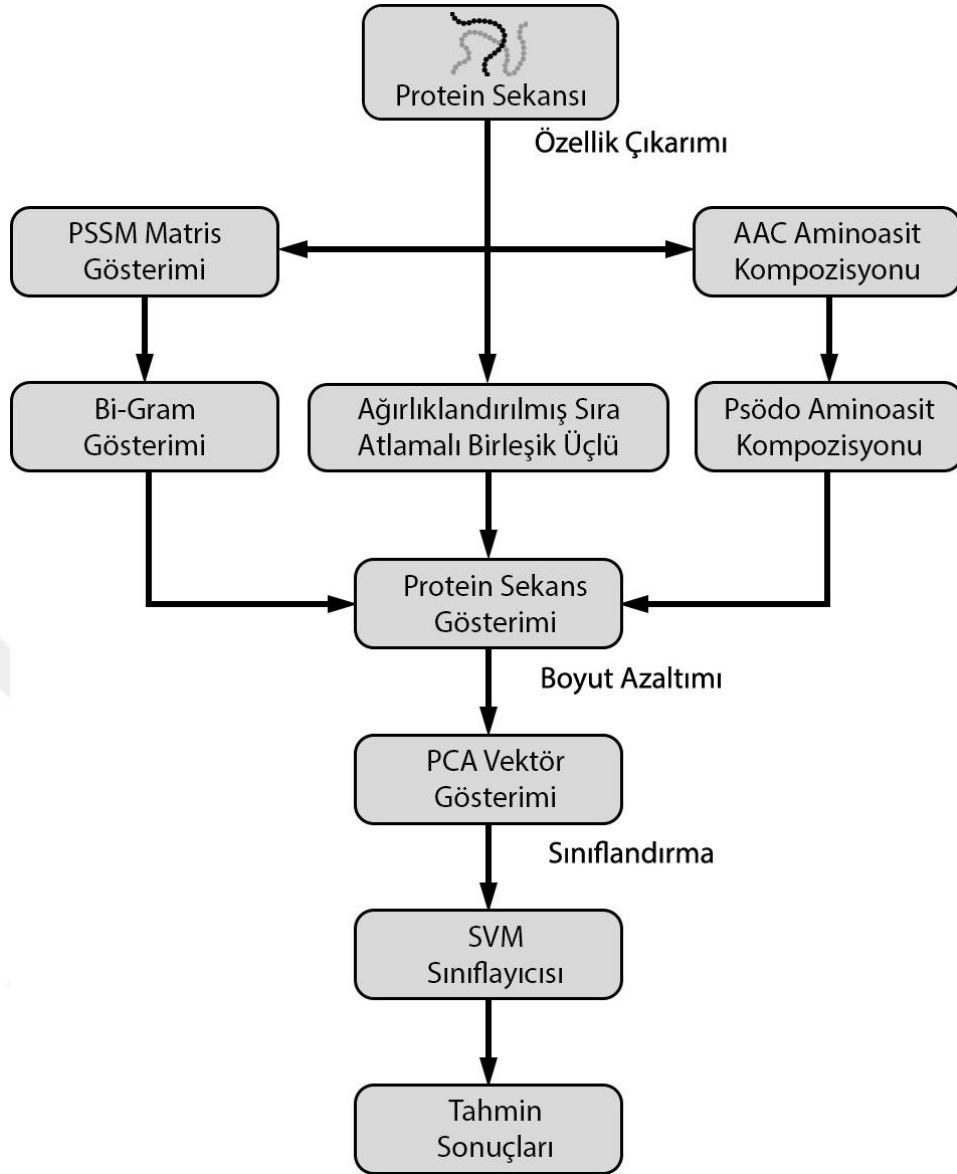 Protein Sekansı
Özellik Çıkarımı
PSSM Matris
Gösterimi
AAC Aminoasit
Kompozisyonu
Bi-Gram
Gösterimi
Ağırlıklandırılmış Sıra
Atlamalı Birleşik Üçlü
Psödo Aminoasit
Kompozisyonu
Protein Sekans
Gösterimi
Boyut Azaltımı
PCA Vektör
Gösterimi
Sınıflandırma
SVM
Sınıflayıcısı
Tahmin
Sonuçları